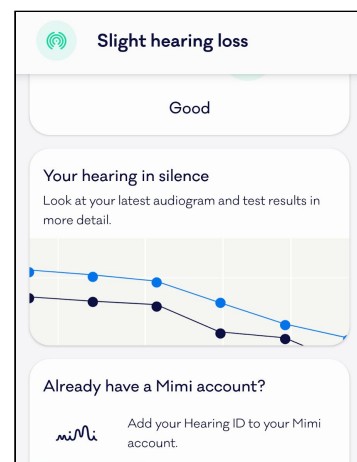 Slight hearing loss
Good
Your hearing in silence
Look at your latest audiogram and test results in
more detail.
Already have a Mimi account?
mimi
Add your Hearing ID to your Mimi
account.